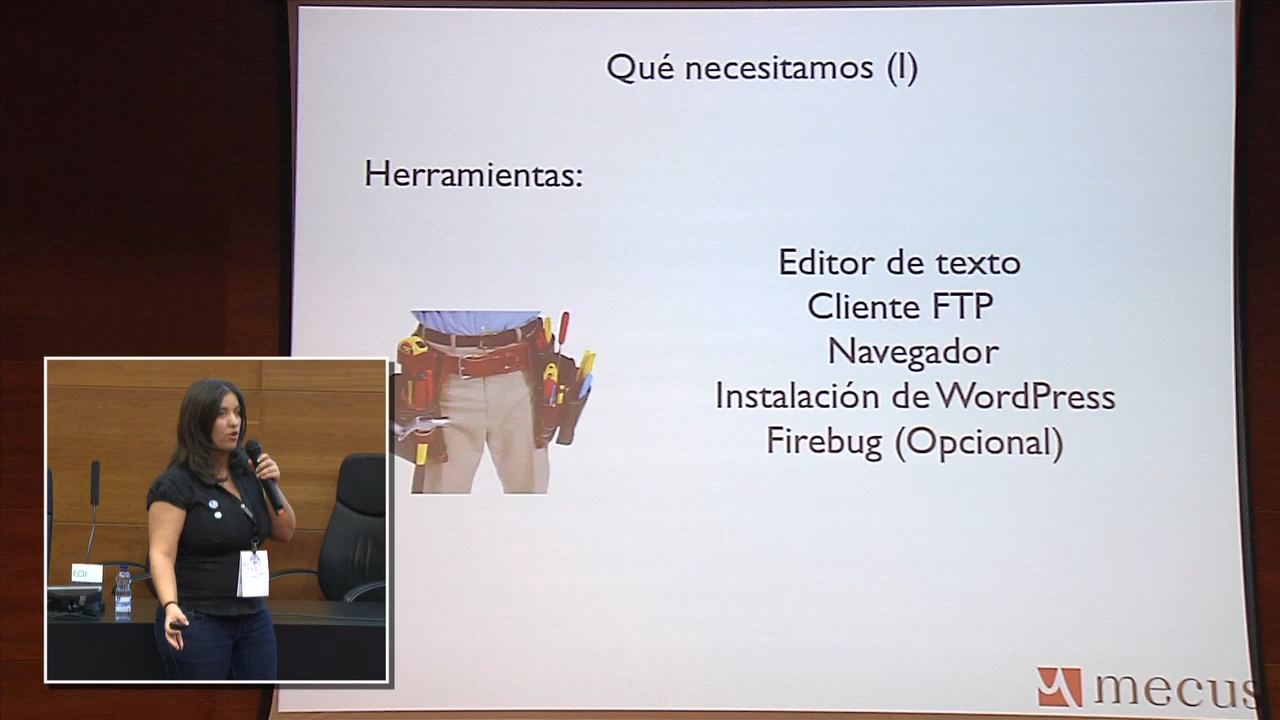 Qué necesitamos (I)
Herramientas:
Editor de texto
Cliente FTP
Navegador
Instalación de WordPress
Firebug (Opcional)
mecus